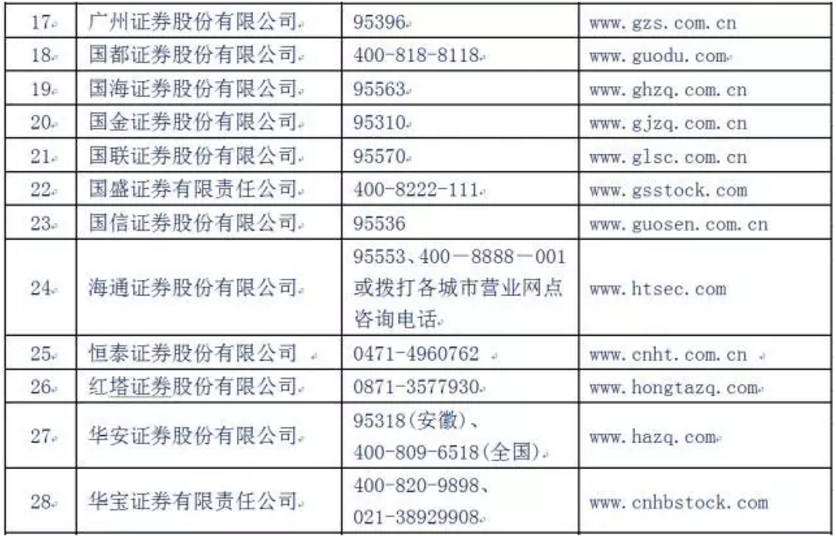 17 广州证券股份有限公司 95396 www.gzs.com.cn
18 国都证券股份有限公司 400-818-8118 www.guodu.com
19 国海证券股份有限公司 95563 www.ghzq.com.cn
20 国金证券股份有限公司 95310 www.gjzq.com.cn
21 国联证券股份有限公司 95570 www.glsc.com.cn
22 国盛证券有限责任公司 400-8222-111 www.gsstock.com
23 国信证券股份有限公司 95536 www.guosen.com.cn
24 海通证券股份有限公司 95553、400－8888－001
或拨打各城市营业网点
咨询电话 www.htsec.com
25 恒泰证券股份有限公司 0471-4960762 www.cnht.com.cn
26 红塔证券股份有限公司 0871-3577930 www.hongtazq.com
27 华安证券股份有限公司 95318(安徽)、
400-809-6518(全国) www.hazq.com
28 华宝证券有限责任公司 400-820-9898、
021-38929908 www.cnhbstock.com